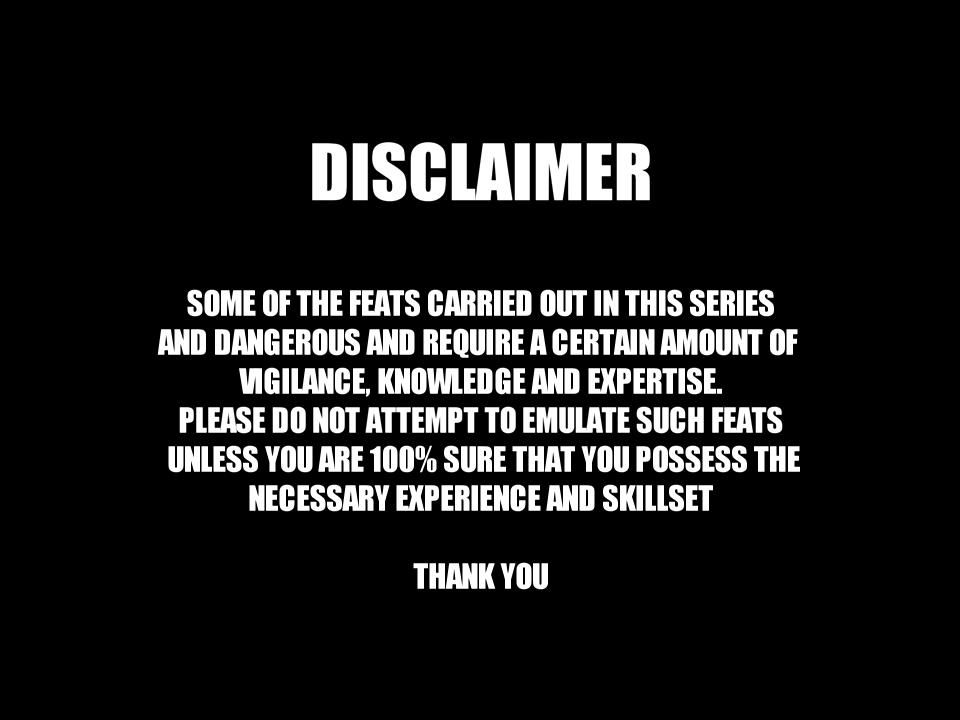 DISCLAIMER
SOME OF THE FEATS CARRIED OUT IN THIS SERIES
AND DANGEROUS AND REQUIRE A CERTAIN AMOUNT OF
VIGILANCE, KNOWLEDGE AND EXPERTISE.
PLEASE DO NOT ATTEMPT TO EMULATE SUCH FEATS
UNLESS YOU ARE 100% SURE THAT YOU POSSESS THE
NECESSARY EXPERIENCE AND SKILLSET
THANK YOU